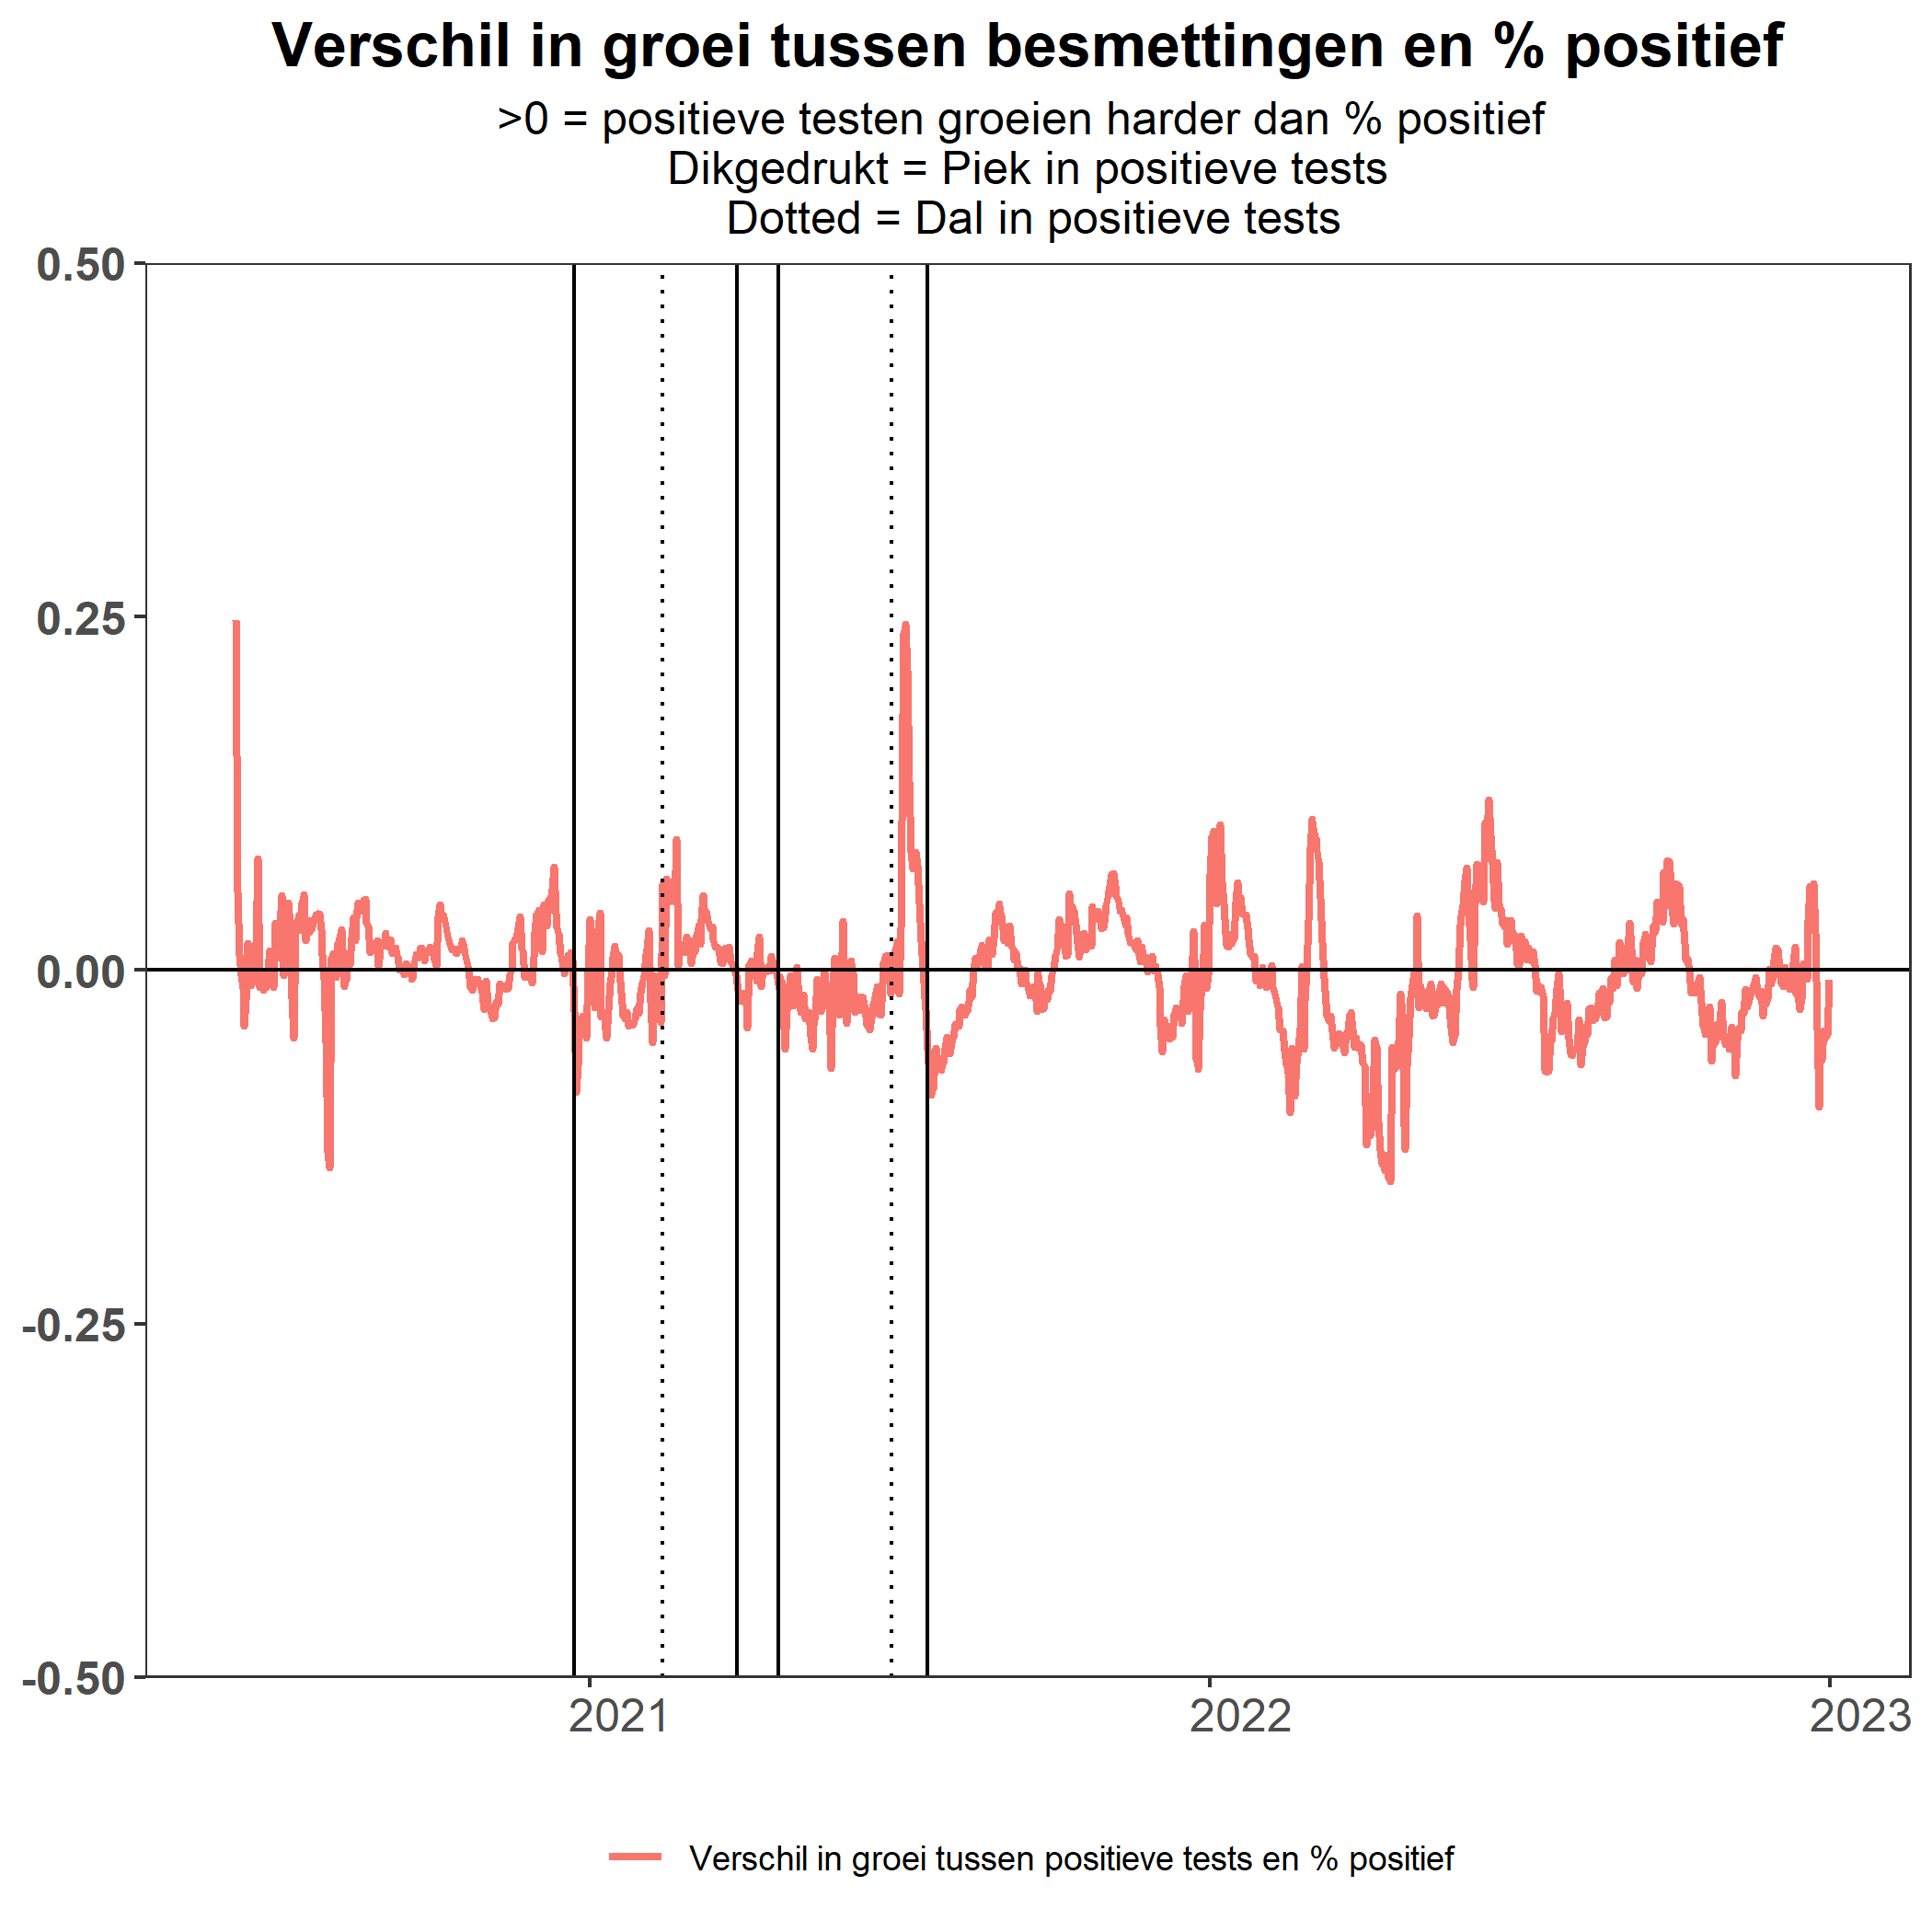 Verschil in groei tussen besmettingen en % positief
>0 = positieve testen groeien harder dan % positief
Dikgedrukt = Piek in positieve tests
Dotted = Dal in positieve tests
0.50
0.25
0.00
-0.25
-0.50
2021 2022 2023
Verschil in groei tussen positieve tests en % positief